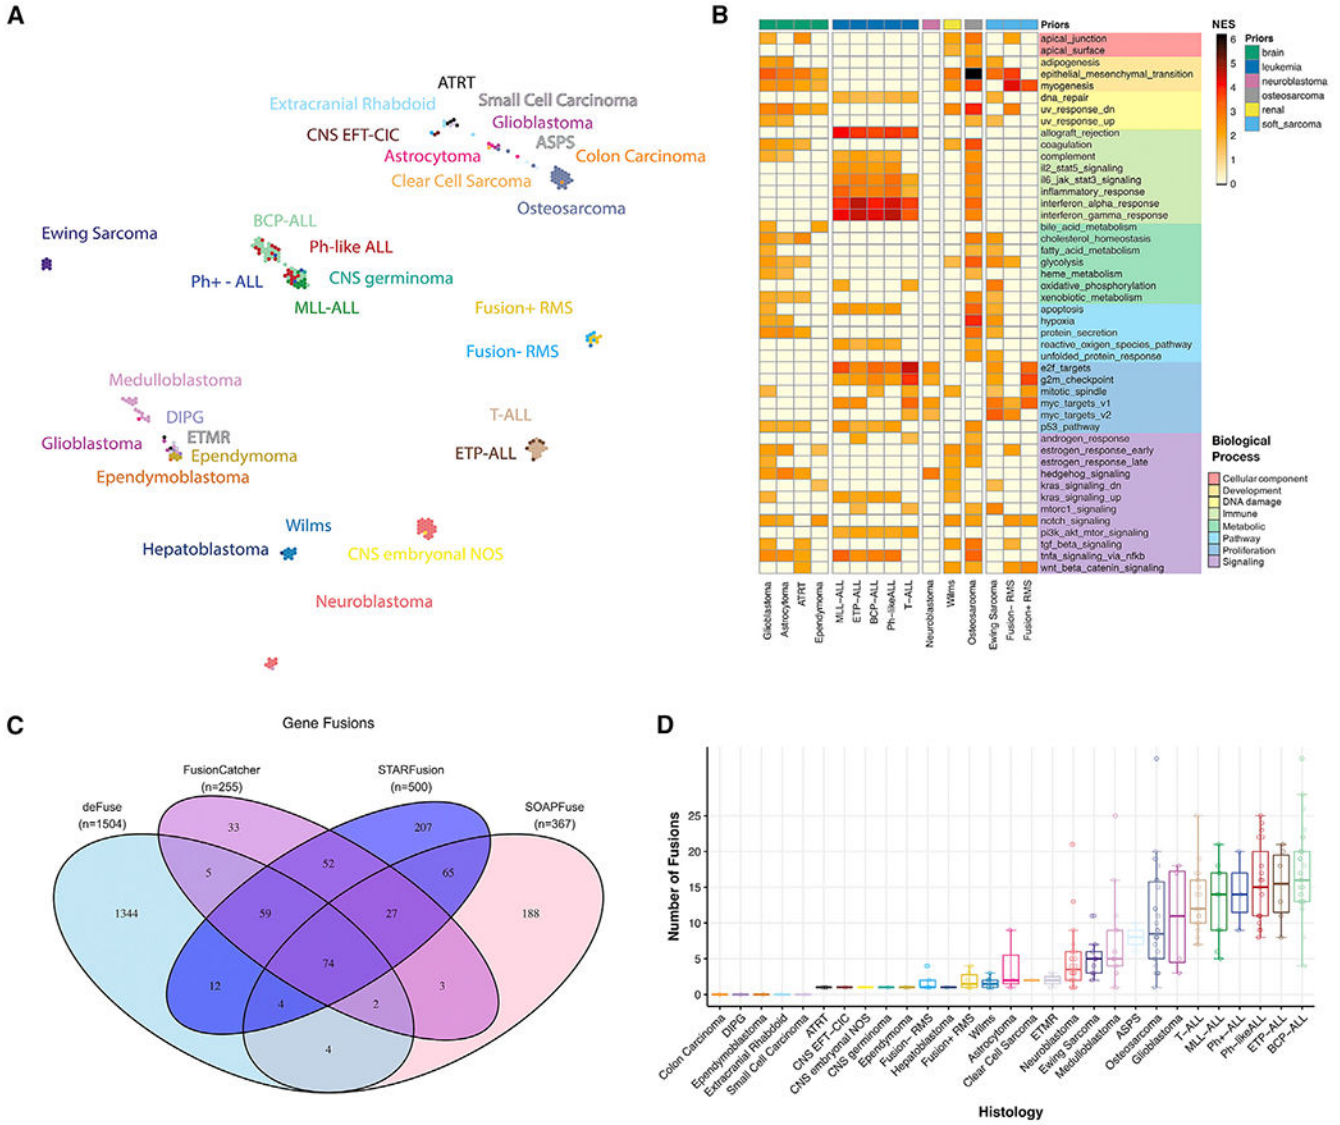 A
ATRT
Extracranial Rhabdoid
Small Cell Carcinoma
Glioblastoma
CNS EFT-CIC
ASPS
Astrocytoma
Colon Carcinoma
Clear Cell Sarcoma
Osteosarcoma
BCP-ALL
Ewing Sarcoma
Ph-like ALL
Ph+ - ALL
CNS germinoma
MLL-ALL
Fusion+ RMS
Fusion- RMS
Medulloblastoma
DIPG
T-ALL
Glioblastoma
ETMR
Ependymoma
ETP-ALL
Ependymoblastoma
Wilms
Hepatoblastoma
CNS embryonal NOS
Neuroblastoma
B
Priors
apical_junction
apical_surface
adipogenesis
epithelial_mesenchymal_transition
myogenesis
dna_repair
uv_response_dn
uv_response_up
allograft_rejection
coagulation
complement
il2_stat5_signaling
il6_jak_stat3_signaling
inflammatory_response
interferon_alpha_response
interferon_gamma_response
bile_acid_metabolism
cholesterol_homeostasis
fatty_acid_metabolism
glycolysis
heme_metabolism
oxidative_phosphorylation
xenobiotic_metabolism
apoptosis
hypoxia
protein_secretion
reactive_oxigen_species_pathway
unfolded_protein_response
e2f_targets
g2m_checkpoint
mitotic_spindle
myc_targets_v1
myc_targets_v2
p53_pathway
androgen_response
estrogen_response_early
estrogen_response_late
hedgehog_signaling
kras_signaling_dn
kras_signaling_up
mtorc1_signaling
notch_signaling
pi3k_akt_mtor_signaling
tgf_beta_signaling
tnfa_signaling_via_nfkb
wnt_beta_catenin_signaling
Glioblastoma
Astrocytoma
ATRT
Ependymoma
MLL-ALL
ETP-ALL
BCP-ALL
Ph-likeALL
T-ALL
Neuroblastoma
Wilms
Osteosarcoma
Ewing Sarcoma
Fusion- RMS
Fusion+ RMS
NES
6
5
4
3
2
1
0
Priors
brain
leukemia
neuroblastoma
osteosarcoma
renal
soft_sarcoma
Biological
Process
Cellular component
Development
DNA damage
Immune
Metabolic
Pathway
Proliferation
Signaling
C
Gene Fusions
FusionCatcher
(n=255)
STARFusion
(n=500)
deFuse
(n=1504)
SOAPFuse
(n=367)
33
207
52
5
65
1344
59
27
188
74
12
4
2
3
4
D
Number of Fusions
25
20
15
10
5
0
Colon Carcinoma
DIPG
Ependymoblastoma
Extracranial Rhabdoid
Small Cell Carcinoma
ATRT
CNS EFT-CIC
CNS embryonal NOS
CNS germinoma
Ependymoma
Fusion- RMS
Hepatoblastoma
Fusion+ RMS
Wilms
Astrocytoma
Clear Cell Sarcoma
ETMR
Neuroblastoma
Ewing Sarcoma
Medulloblastoma
ASPS
Osteosarcoma
Glioblastoma
T-ALL
MLL-ALL
Ph+-ALL
Ph-likeALL
ETP-ALL
BCP-ALL
Histology